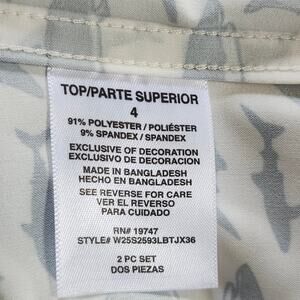 TOP/PARTE SUPERIOR
4
91% POLYESTER / POLIÉSTER
9% SPANDEX / SPANDEX
EXCLUSIVE OF DECORATION
EXCLUSIVO DE DECORACION
MADE IN BANGLADESH
HECHO EN BANGLADESH
SEE REVERSE FOR CARE
VER EL REVERSO
PARA CUIDADO
RN# 19747
STYLE# W25S2593LBTJX36
2 PC SET
DOS PIEZAS